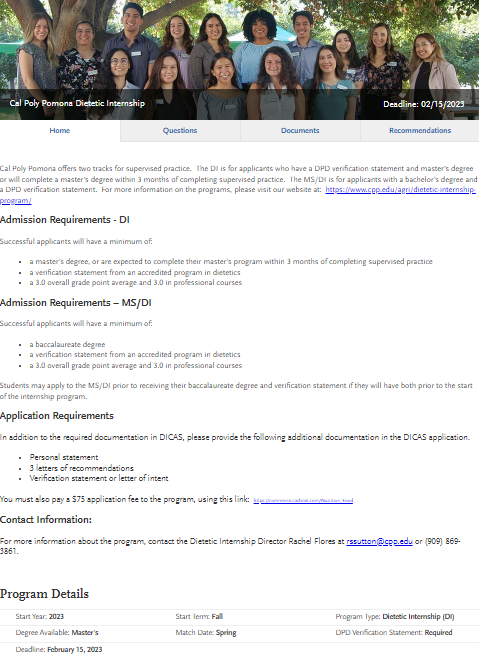 Cal Poly Pomona Dietetic Internship
Deadline: 02/15/2023
Home
Questions
Documents
Recommendations
Cal Poly Pomona offers two tracks for supervised practice. The DI is for applicants who have a DPD verification statement and master's degree
or will complete a master's degree within 3 months of completing supervised practice. The MS/DI is for applicants with a bachelor's degree and
a DPD verification statement. For more information on the programs, please visit our website at: https://www.cpp.edu/agri/dietetic-internship-
program/
Admission Requirements - DI
Successful applicants will have a minimum of:
• a master's degree, or are expected to complete their master's program within 3 months of completing supervised practice
• a verification statement from an accredited program in dietetics
• a 3.0 overall grade point average and 3.0 in professional courses
Admission Requirements – MS/DI
Successful applicants will have a minimum of:
• a baccalaureate degree
• a verification statement from an accredited program in dietetics
• a 3.0 overall grade point average and 3.0 in professional courses
Students may apply to the MS/DI prior to receiving their baccalaureate degree and verification statement if they will have both prior to the start
of the internship program.
Application Requirements
In addition to the required documentation in DICAS, please provide the following additional documentation in the DICAS application.
• Personal statement
• 3 letters of recommendations
• Verification statement or letter of intent
You must also pay a $75 application fee to the program, using this link: https://commerce.cashnet.com/Nutrition_Food
Contact Information:
For more information about the program, contact the Dietetic Internship Director Rachel Flores at rssutton@cpp.edu or (909) 869-
3861.
Program Details
Start Year: 2023
Start Term: Fall
Program Type: Dietetic Internship (DI)
Degree Available: Master's
Match Date: Spring
DPD Verification Statement: Required
Deadline: February 15, 2023